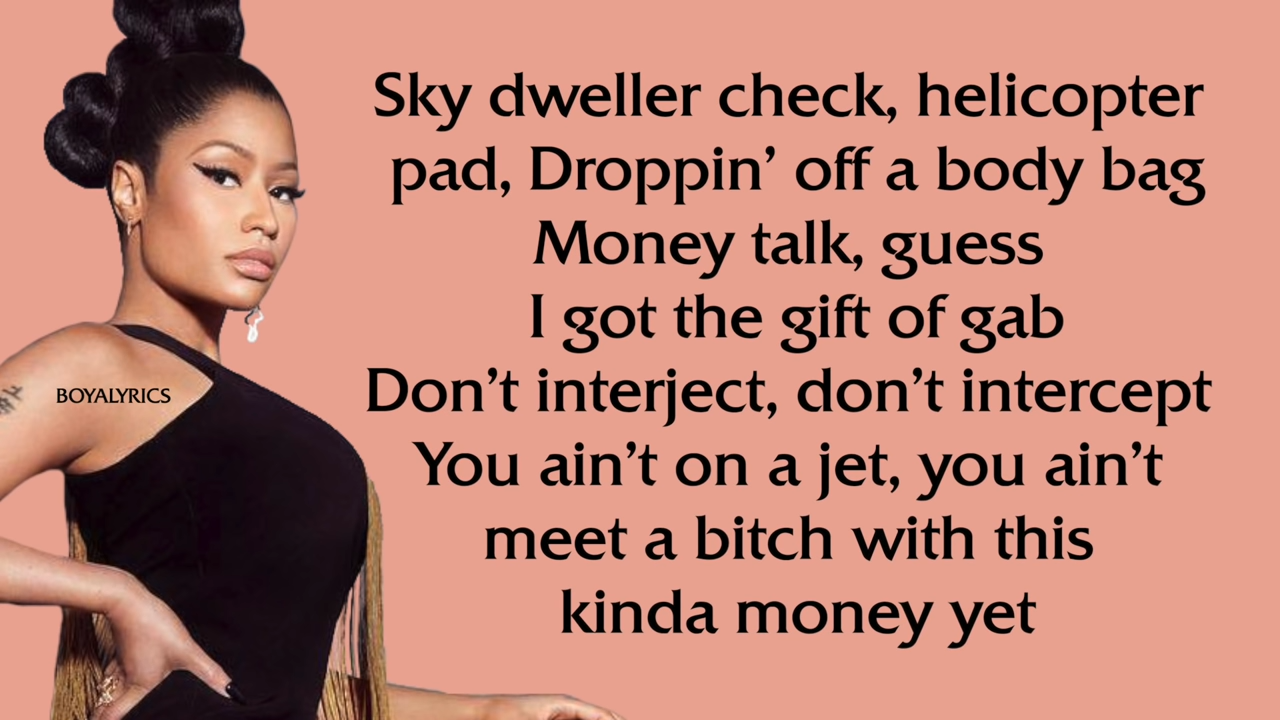 Sky dweller check, helicopter
pad, Droppin’ off a body bag
Money talk, guess
I got the gift of gab
Don’t interject, don’t intercept
You ain’t on a jet, you ain’t
meet a bitch with this
kinda money yet
BOYALYRICS